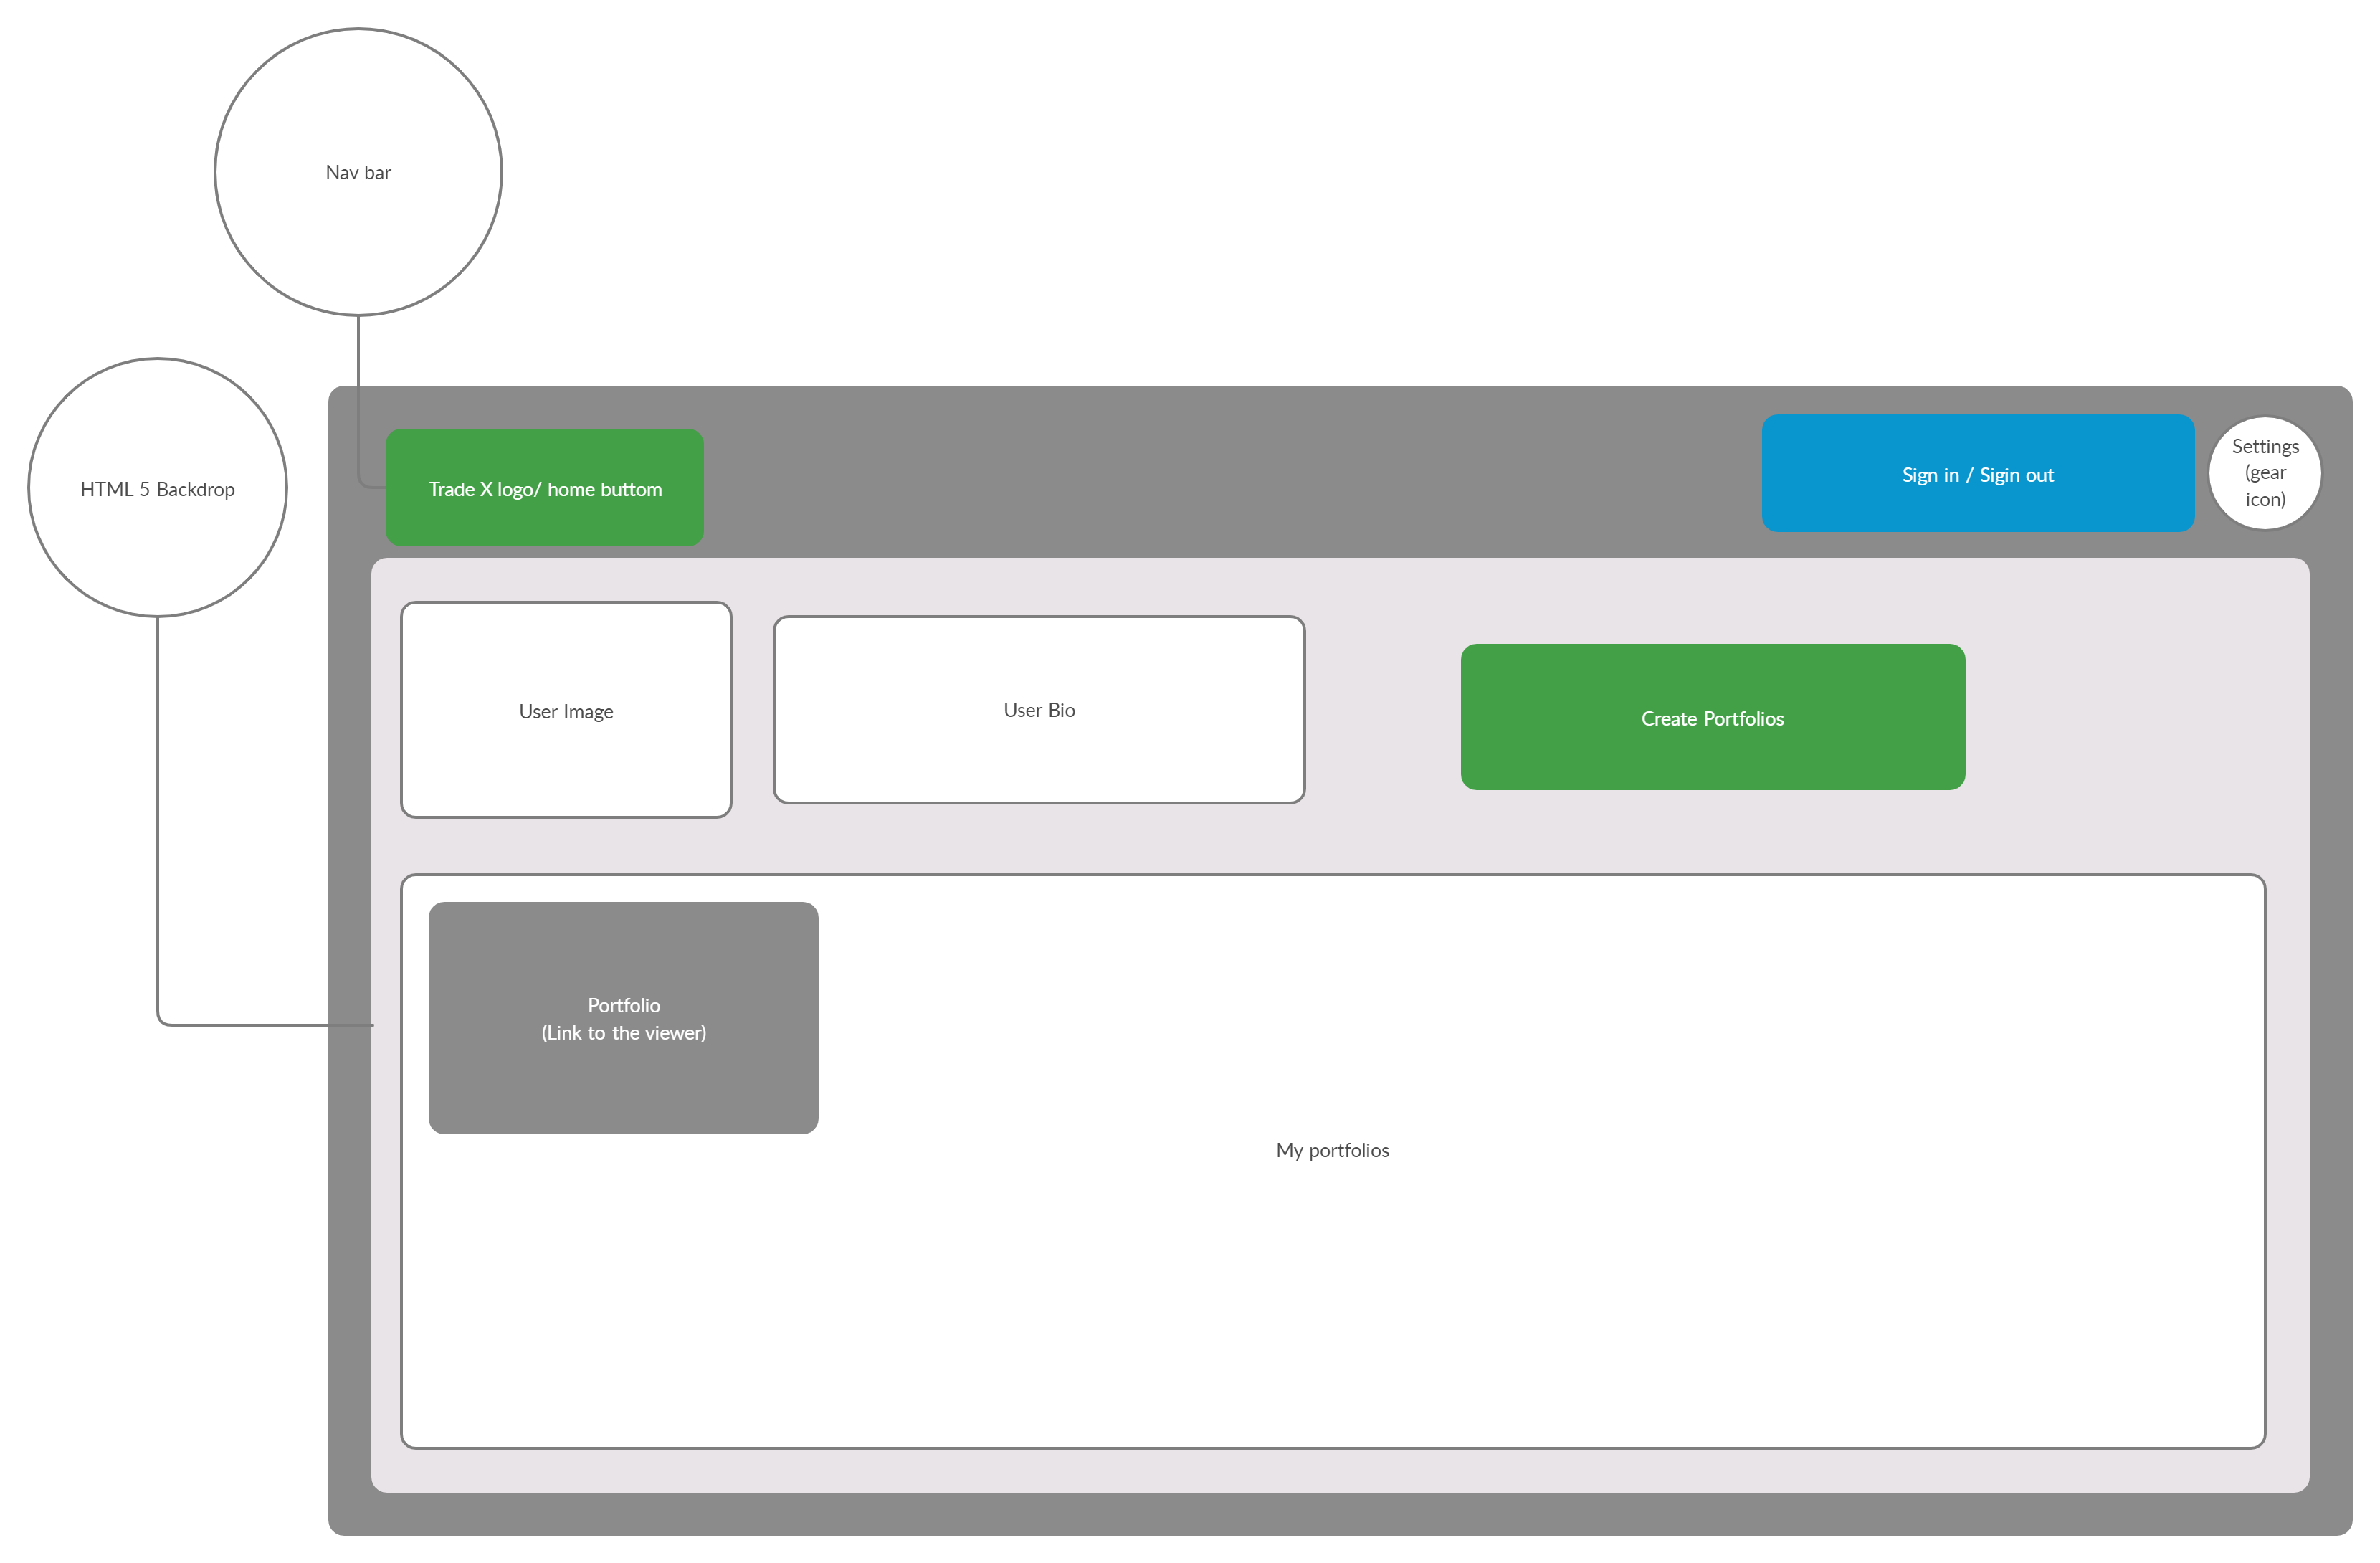 Nav bar
HTML 5 Backdrop
Trade X logo/ home buttom
Sign in / Sigin out
Settings
(gear
icon)
User Image
User Bio
Create Portfolios
Portfolio
(Link to the viewer)
My portfolios